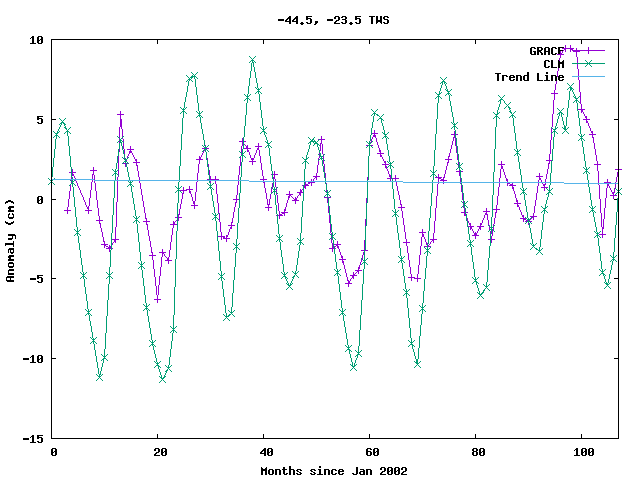 -44.5, -23.5 TWS
10
5
0
-5
-10
-15
Anomaly (cm)
GRACE
CLM
Trend Line
0 20 40 60 80 100
Months since Jan 2002